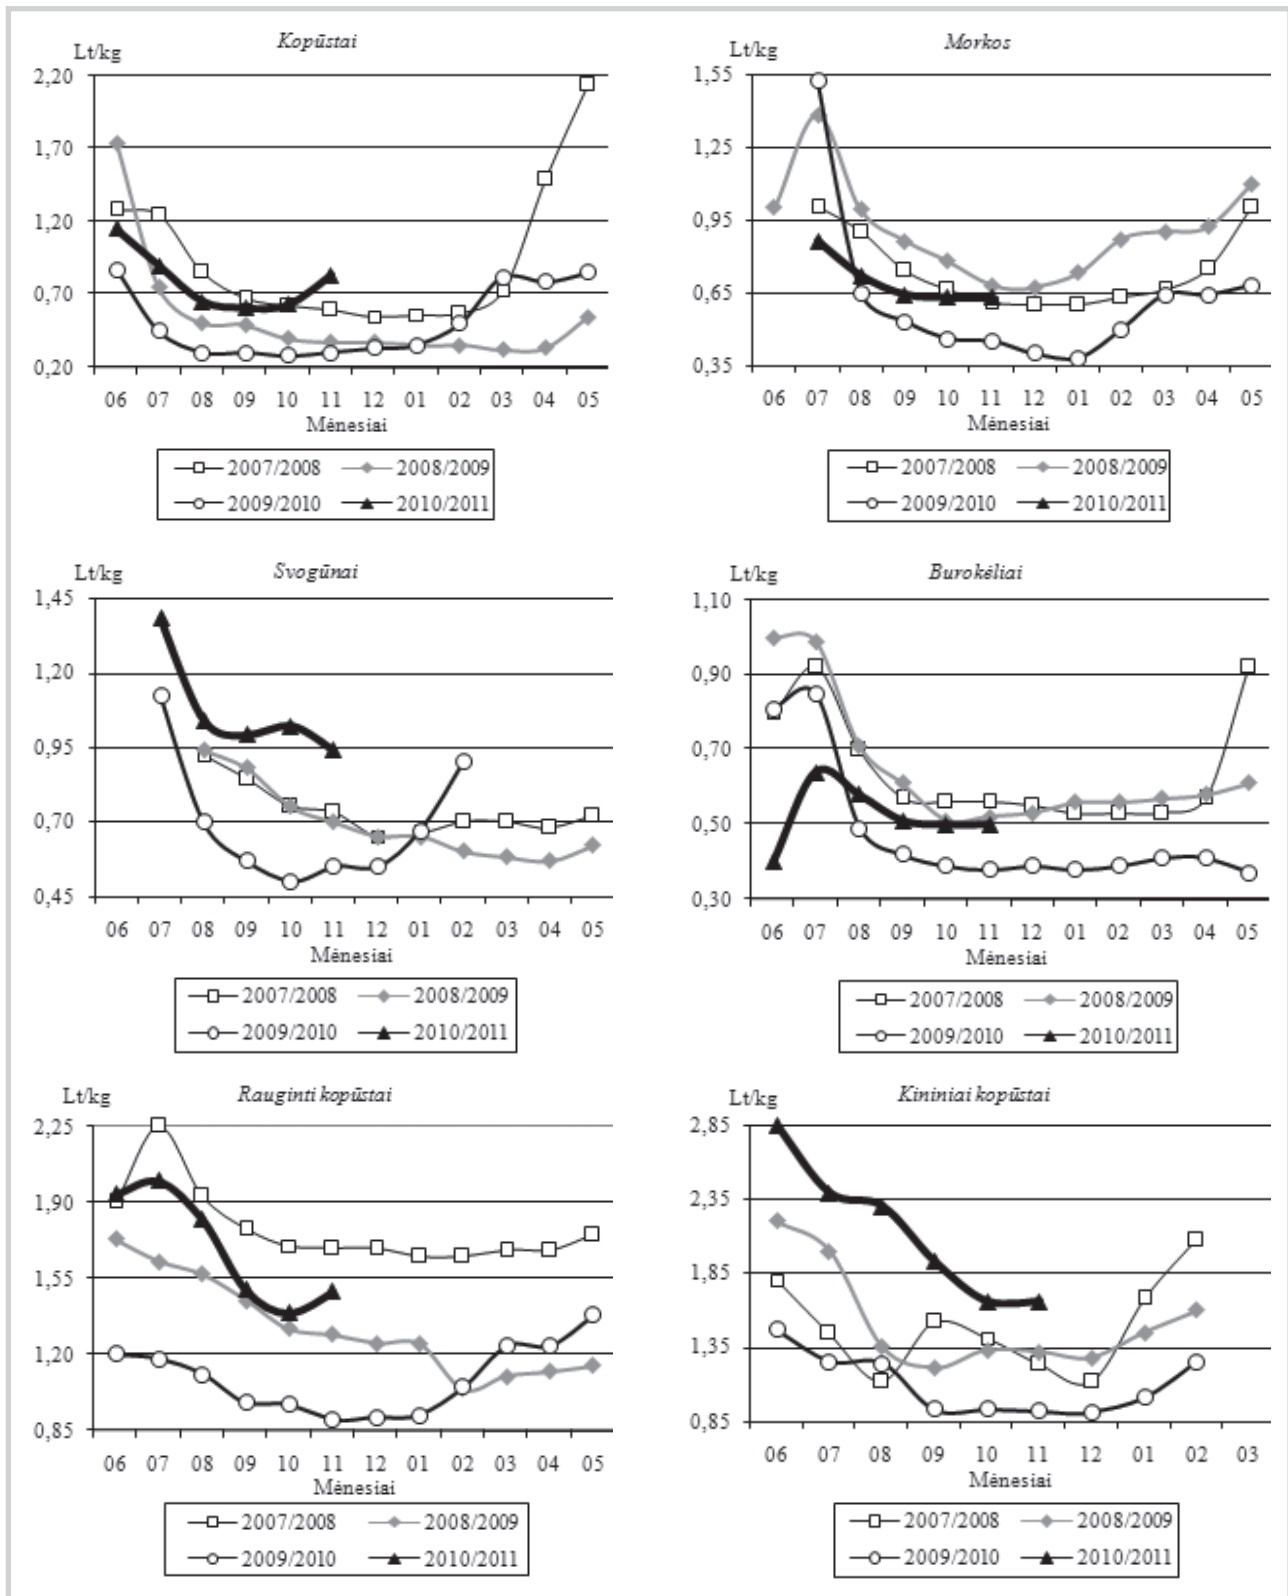 Kopūstai
Lt/kg
2,20
1,70
1,20
0,70
0,20
06 07 08 09 10 11 12 01 02 03 04 05
Mėnesiai
2007/2008 2008/2009
2009/2010 2010/2011
Morkos
Lt/kg
1,55
1,25
0,95
0,65
0,35
06 07 08 09 10 11 12 01 02 03 04 05
Mėnesiai
2007/2008 2008/2009
2009/2010 2010/2011
Svogūnai
Lt/kg
1,45
1,20
0,95
0,70
0,45
06 07 08 09 10 11 12 01 02 03 04 05
Mėnesiai
2007/2008 2008/2009
2009/2010 2010/2011
Burokėliai
Lt/kg
1,10
0,90
0,70
0,50
0,30
06 07 08 09 10 11 12 01 02 03 04 05
Mėnesiai
2007/2008 2008/2009
2009/2010 2010/2011
Rauginti kopūstai
Lt/kg
2,25
1,90
1,55
1,20
0,85
06 07 08 09 10 11 12 01 02 03 04 05
Mėnesiai
2007/2008 2008/2009
2009/2010 2010/2011
Kininiai kopūstai
Lt/kg
2,85
2,35
1,85
1,35
0,85
06 07 08 09 10 11 12 01 02 03
Mėnesiai
2007/2008 2008/2009
2009/2010 2010/2011